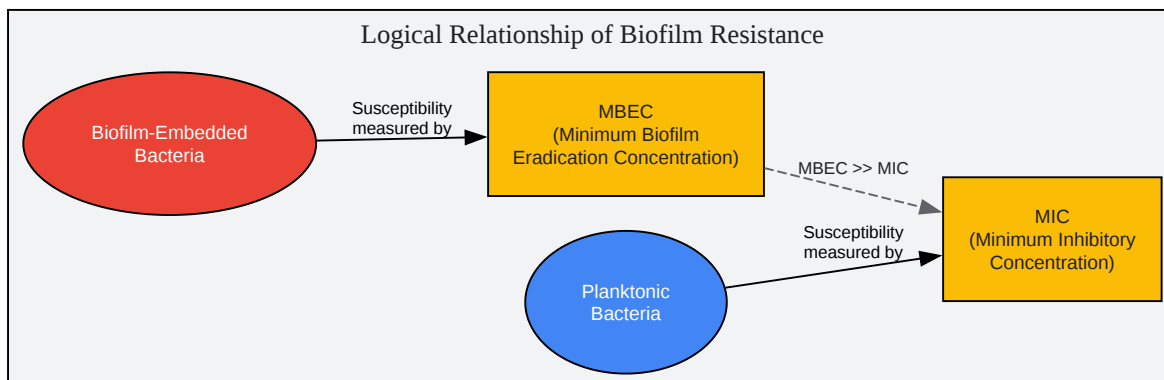 Logical Relationship of Biofilm Resistance
Biofilm-Embedded
Bacteria
Susceptibility
measured by
MBEC
(Minimum Biofilm
Eradication Concentration)
MBEC >> MIC
Planktonic
Bacteria
Susceptibility
measured by
MIC
(Minimum Inhibitory
Concentration)